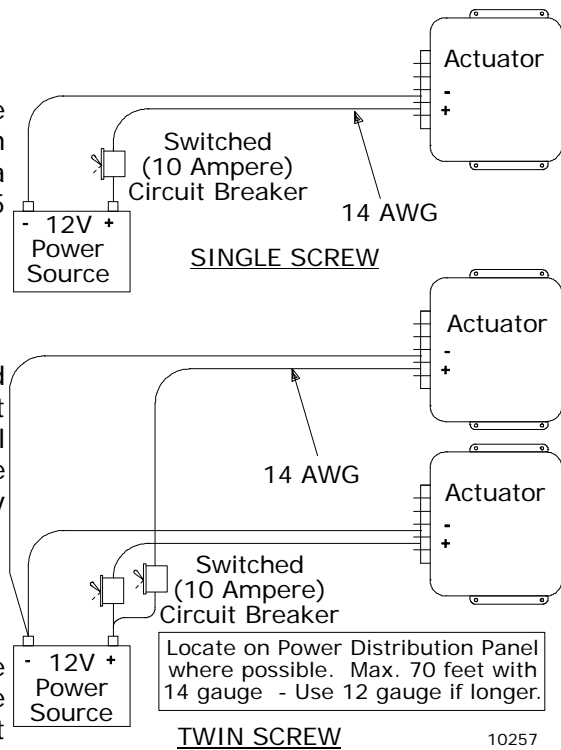 Actuator
-
+
Switched
(10 Ampere)
Circuit Breaker
14 AWG
- 12V +
Power
Source
SINGLE SCREW
Actuator
-
+
14 AWG
Actuator
-
+
Switched
(10 Ampere)
Circuit Breaker
- 12V +
Power
Source
Locate on Power Distribution Panel
where possible. Max. 70 feet with
14 gauge - Use 12 gauge if longer.
TWIN SCREW
10257